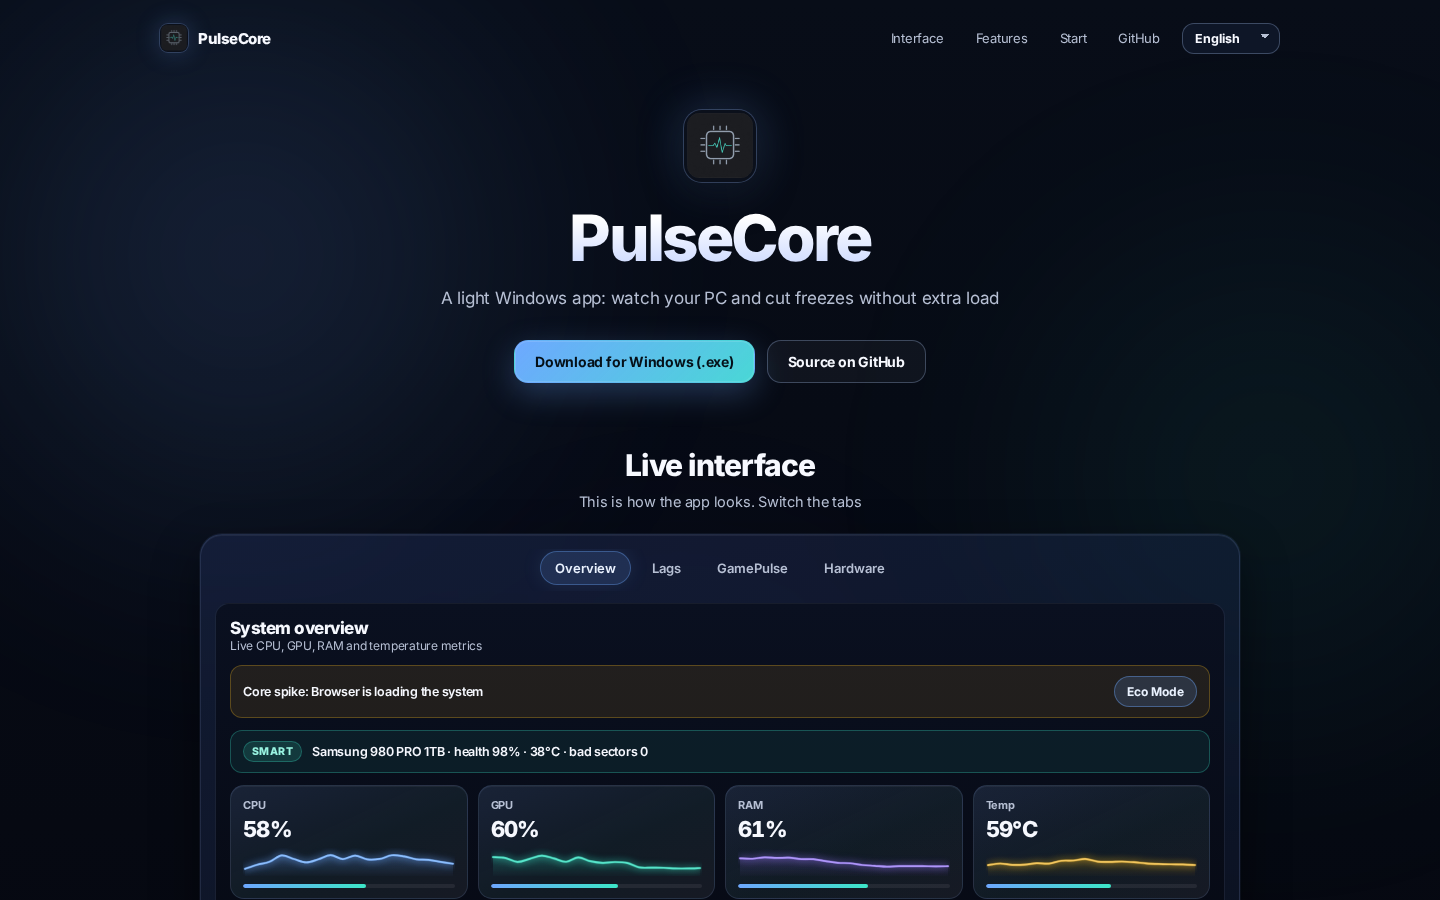 PulseCore
Interface
Features
Start
GitHub
English
PulseCore
A light Windows app: watch your PC and cut freezes without extra load
Download for Windows (.exe)
Source on GitHub
Live interface
This is how the app looks. Switch the tabs
Overview
Lags
GamePulse
Hardware
System overview
Live CPU, GPU, RAM and temperature metrics
Core spike: Browser is loading the system
Eco Mode
SMART
Samsung 980 PRO 1TB · health 98% · 38°C · bad sectors 0
CPU
58%
GPU
60%
RAM
61%
Temp
59°C